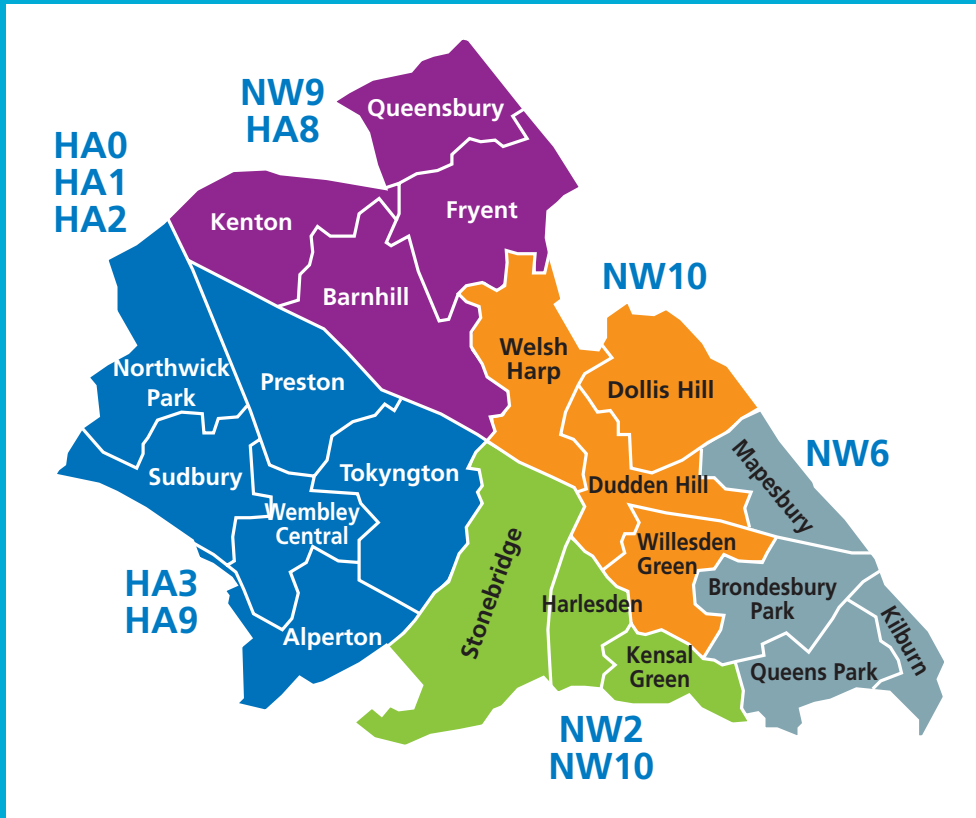 NW9
HA8
Queensbury
HA0
HA1
HA2
Kenton
Fryent
Barnhill
NW10
Welsh
Harp
Dollis Hill
Northwick
Park
Preston
NW6
Mapesbury
Sudbury
Tokyngton
Dudden Hill
Wembley
Central
Willesden
Green
Stonebridge
HA3
HA9
Harlesden
Brondesbury
Park
Kilburn
Alperton
Kensal
Green
Queens Park
NW2
NW10